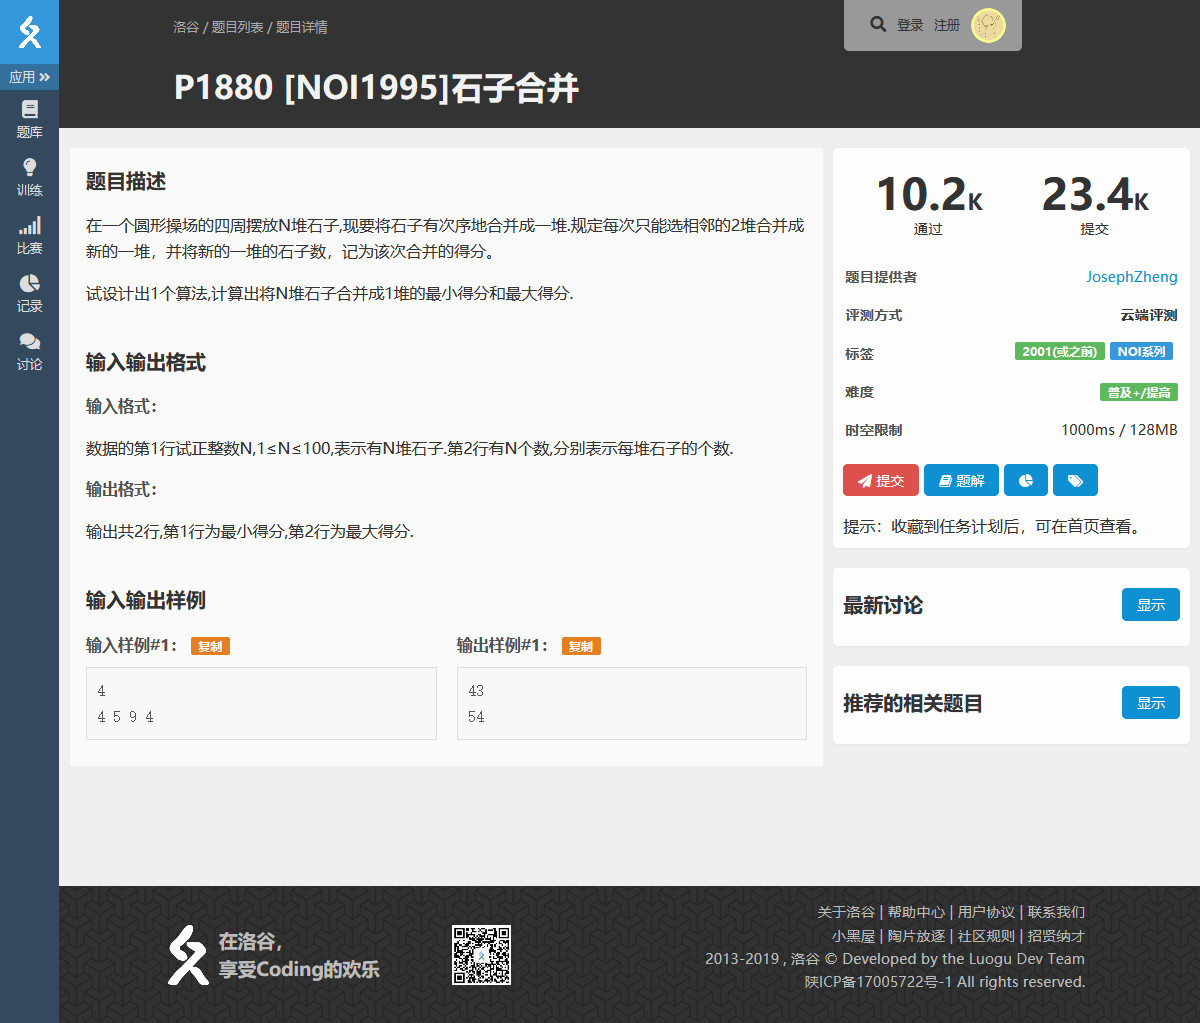 洛谷 / 题目列表 / 题目详情
登录 注册
P1880 [NOI1995]石子合并
应用
题库
训练
比赛
记录
讨论
题目描述
在一个圆形操场的四周摆放N堆石子,现要将石子有次序地合并成一堆.规定每次只能选相邻的2堆合并成
新的一堆，并将新的一堆的石子数，记为该次合并的得分。
试设计出1个算法,计算出将N堆石子合并成1堆的最小得分和最大得分.
输入输出格式
输入格式：
数据的第1行试正整数N,1≤N≤100,表示有N堆石子.第2行有N个数,分别表示每堆石子的个数.
输出格式：
输出共2行,第1行为最小得分,第2行为最大得分.
输入输出样例
输入样例#1： 复制
4
4 5 9 4
输出样例#1： 复制
43
54
10.2K
通过
23.4K
提交
题目提供者 JosephZheng
评测方式 云端评测
标签 2001(或之前) NOI系列
难度 普及+/提高
时空限制 1000ms / 128MB
提交 题解
提示：收藏到任务计划后，可在首页查看。
最新讨论 显示
推荐的相关题目 显示
在洛谷，
享受Coding的欢乐
关于洛谷 | 帮助中心 | 用户协议 | 联系我们
小黑屋 | 陶片放逐 | 社区规则 | 招贤纳才
2013-2019 , 洛谷 © Developed by the Luogu Dev Team
陕ICP备17005722号-1 All rights reserved.